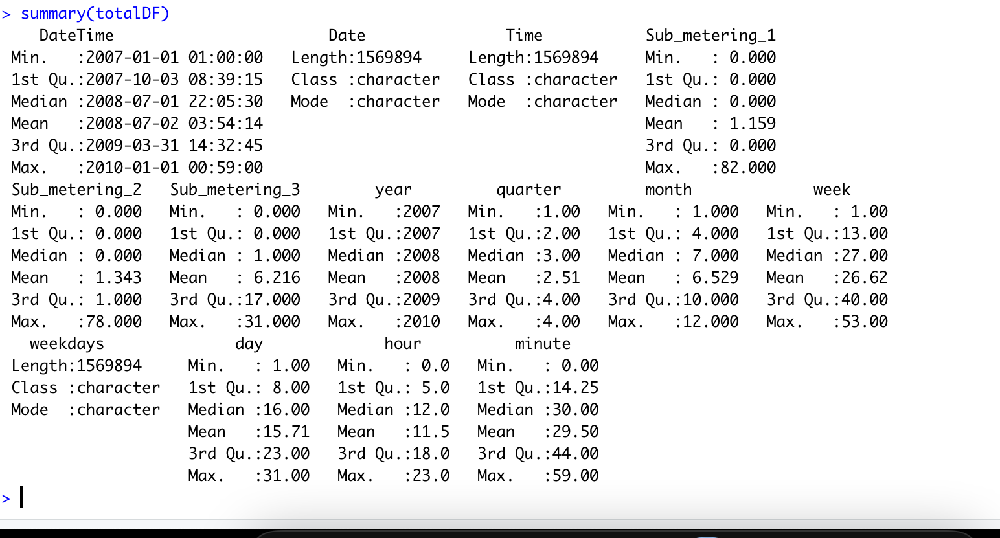 > summary(totalDF)
    DateTime                       Date               Time           Sub_metering_1
 Min.   :2007-01-01 01:00:00   Length:1569894     Length:1569894     Min.   : 0.000
 1st Qu.:2007-10-03 08:39:15   Class :character   Class :character   1st Qu.: 0.000
 Median :2008-07-01 22:05:30   Mode  :character   Mode  :character   Median : 0.000
 Mean   :2008-07-02 03:54:14                                         Mean   : 1.159
 3rd Qu.:2009-03-31 14:32:45                                         3rd Qu.: 0.000
 Max.   :2010-01-01 00:59:00                                         Max.   :82.000
 Sub_metering_2   Sub_metering_3        year         quarter         month             week
 Min.   : 0.000   Min.   : 0.000   Min.   :2007   Min.   :1.00   Min.   : 1.000   Min.   : 1.00
 1st Qu.: 0.000   1st Qu.: 0.000   1st Qu.:2007   1st Qu.:2.00   1st Qu.: 4.000   1st Qu.:13.00
 Median : 0.000   Median : 1.000   Median :2008   Median :3.00   Median : 7.000   Median :27.00
 Mean   : 1.343   Mean   : 6.216   Mean   :2008   Mean   :2.51   Mean   : 6.529   Mean   :26.62
 3rd Qu.: 1.000   3rd Qu.:17.000   3rd Qu.:2009   3rd Qu.:4.00   3rd Qu.:10.000   3rd Qu.:40.00
 Max.   :78.000   Max.   :31.000   Max.   :2010   Max.   :4.00   Max.   :12.000   Max.   :53.00
   weekdays              day             hour          minute
 Length:1569894     Min.   : 1.00   Min.   : 0.0   Min.   : 0.00
 Class :character   1st Qu.: 8.00   1st Qu.: 5.0   1st Qu.:14.25
 Mode  :character   Median :16.00   Median :12.0   Median :30.00
                    Mean   :15.71   Mean   :11.5   Mean   :29.50
                    3rd Qu.:23.00   3rd Qu.:18.0   3rd Qu.:44.00
                    Max.   :31.00   Max.   :23.0   Max.   :59.00
>